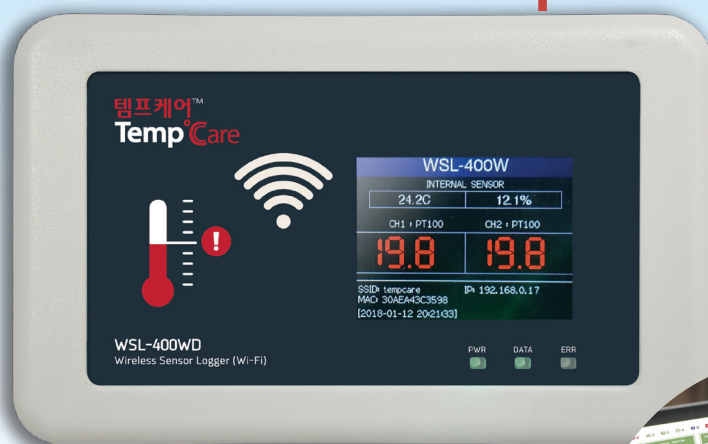 템프케어™
Temp℃are
WSL-400W
INTERNAL SENSOR
24.2C 12.1%
CH1 : PT100 CH2 : PT100
19.8 19.8
SSID: tempcare IP: 192.168.0.17
MAC: 30AEA43C3598
[2018-01-12 20:21:33]
WSL-400WD
Wireless Sensor Logger (Wi-Fi)
PWR DATA ERR